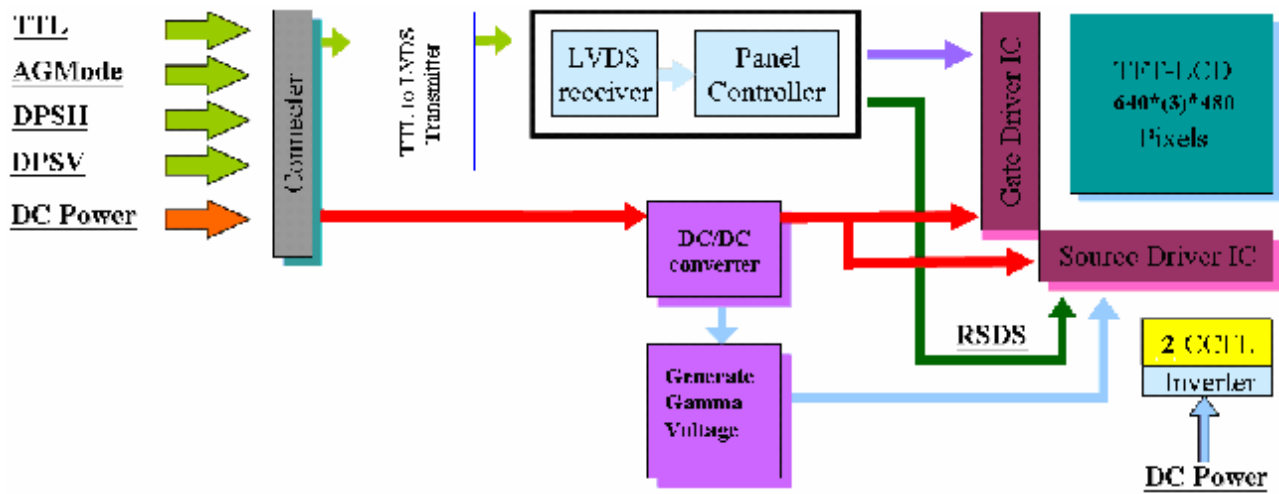 TTL
AGMode
DPSH
DPSV
DC Power
Connecter
TTL to LVDS
Transmitter
LVDS
receiver
Panel
Controller
Gate Driver IC
TFT-LCD
640*(3)*480
Pixels
DC/DC
converter
Source Driver IC
RSDS
Generate
Gamma
Voltage
2 CCFL
Inverter
DC Power